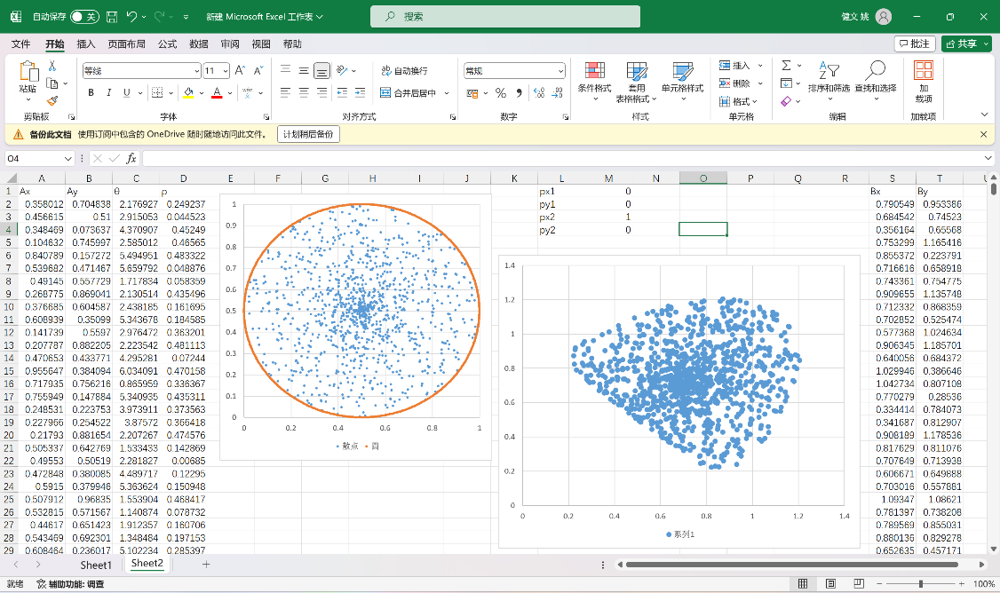 自动保存 关 新建 Microsoft Excel 工作表 搜索 健文 姚
文件 开始 插入 页面布局 公式 数据 审阅 视图 帮助 批注 共享
粘贴 等线 11 自动换行 常规 条件格式 套用 表格格式 单元格样式 插入 排序和筛选 查找和选择 加载项
B I U A 合并后居中 % 删除
格式
剪贴板 字体 对齐方式 数字 样式 单元格 编辑 加载项
备份此文档 使用订阅中包含的 OneDrive 随时随地访问此文件。 计划稍后备份
O4 fx
A B C D E F G H I J K L M N O P Q R S T
1 Ax Ay θ ρ px1 0 Bx By
2 0.358012 0.704838 2.176927 0.249237 py1 0 0.790549 0.953386
3 0.456615 0.51 2.915053 0.044523 px2 1 0.684542 0.74523
4 0.348469 0.073637 4.370907 0.45249 py2 0 0.356164 0.65568
5 0.104632 0.745997 2.585012 0.46565 0.753299 1.165416
6 0.840789 0.157272 5.494951 0.483322 0.855372 0.223791
7 0.539682 0.471467 5.659792 0.048876 0.716616 0.658918
8 0.49145 0.557729 1.717834 0.058359 0.743361 0.754775
9 0.268775 0.869041 2.130514 0.435496 0.909655 1.135748
10 0.376685 0.604587 2.438185 0.161695 0.712332 0.868359
11 0.608939 0.35099 5.343678 0.184585 0.702852 0.525474
12 0.141739 0.5597 2.976472 0.363201 0.577368 1.024634
13 0.207787 0.882205 2.223542 0.481113 0.906345 1.185701
14 0.470653 0.433771 4.295281 0.07244 0.640056 0.684372
15 0.955647 0.384094 6.034091 0.470158 1.029946 0.386646
16 0.717935 0.756216 0.865959 0.336367 1.042734 0.807108
17 0.755949 0.147884 5.340935 0.435311 0.770279 0.28536
18 0.248531 0.223753 3.973911 0.373563 0.334414 0.784073
19 0.227966 0.254522 3.87572 0.366418 0.341687 0.812907
20 0.21793 0.881654 2.207267 0.474576 0.908189 1.178536
21 0.505337 0.642769 1.533433 0.142869 0.817629 0.811076
22 0.49553 0.50519 2.281827 0.00685 0.707649 0.713938
23 0.472848 0.380085 4.489717 0.12295 0.606671 0.649888
24 0.5915 0.379946 5.363624 0.150948 0.703016 0.557881
25 0.507912 0.96835 1.553904 0.468417 1.09347 1.08621
26 0.532815 0.571567 1.140874 0.078732 0.781397 0.738208
27 0.44617 0.651423 1.912357 0.160706 0.789569 0.855031
28 0.543469 0.692301 1.348484 0.197153 0.880136 0.829278
29 0.608464 0.236017 5.102234 0.285397 0.652635 0.457171
1
0.9
0.8
0.7
0.6
0.5
0.4
0.3
0.2
0.1
0
0 0.2 0.4 0.6 0.8 1
散点 圆
1.4
1.2
1
0.8
0.6
0.4
0.2
0
0 0.2 0.4 0.6 0.8 1 1.2 1.4
系列1
Sheet1 Sheet2
就绪 辅助功能: 调查 100%